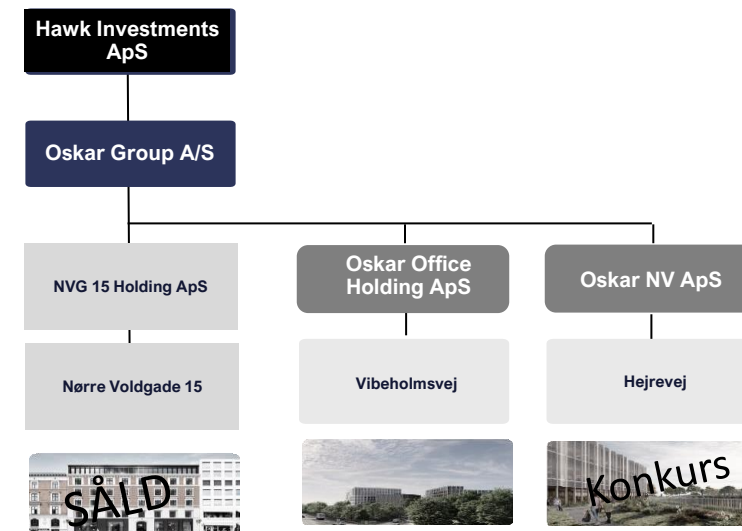 Hawk Investments
ApS
Oskar Group A/S
NVG 15 Holding ApS
Oskar Office
Holding ApS
Oskar NV ApS
Nørre Voldgade 15
Vibeholmsvej
Hejrevej
SÅLD
Konkurs